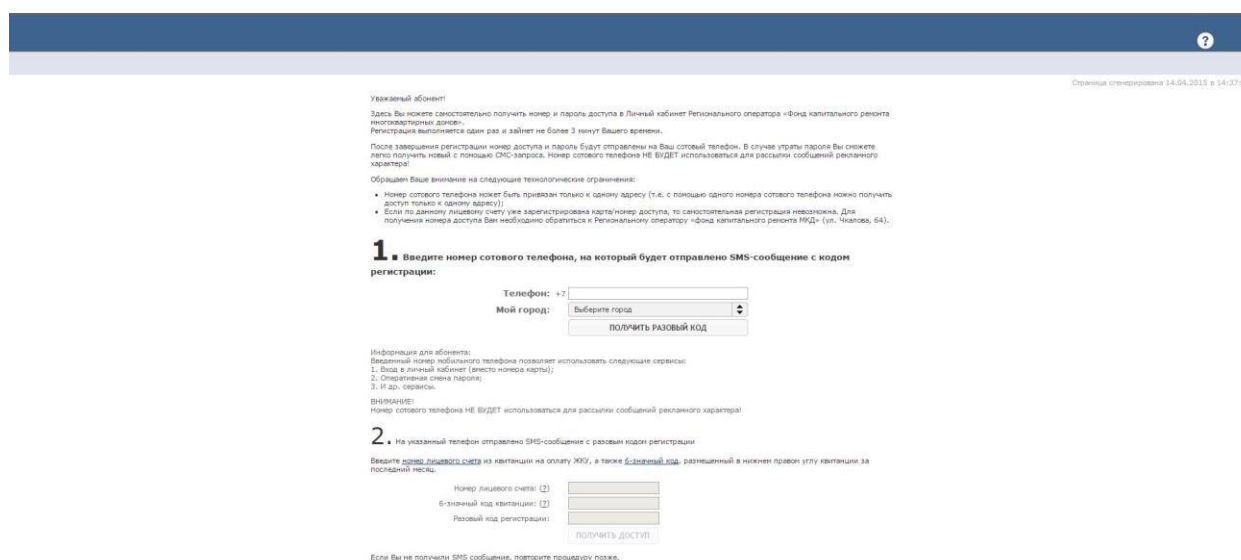 ?
Страница сгенерирована 14.04.2015 в 14:37:
Уважаемый абонент!
Здесь Вы можете самостоятельно получить номер и пароль доступа в Личный кабинет Регионального оператора «Фонд капитального ремонта
многоквартирных домов».
Регистрация выполняется один раз и займет не более 3 минут Вашего времени.
После завершения регистрации номер доступа и пароль будут отправлены на Ваш сотовый телефон. В случае утраты пароля Вы сможете
легко получить новый с помощью СМС-запроса. Номер сотового телефона НЕ БУДЕТ использоваться для рассылки сообщений рекламного
характера!
Обращаем Ваше внимание на следующие технологические ограничения:
• Номер сотового телефона может быть привязан только к одному адресу (т.е. с помощью одного номера сотового телефона можно получить
доступ только к одному адресу);
• Если по данному лицевому счету уже зарегистрирована карта/номер доступа, то самостоятельная регистрация невозможна. Для
получения номера доступа Вам необходимо обратиться к Региональному оператору «фонд капитального ремонта МКД» (ул. Чкалова, 64).
1. Введите номер сотового телефона, на который будет отправлено SMS-сообщение с кодом
регистрации:
Телефон: +7
Мой город: Выберите город
ПОЛУЧИТЬ РАЗОВЫЙ КОД
Информация для абонента:
Введенный номер мобильного телефона позволяет использовать следующие сервисы:
1. Вход в личный кабинет (вместо номера карты);
2. Оперативная смена пароля;
3. И др. сервисы.
ВНИМАНИЕ!
Номер сотового телефона НЕ БУДЕТ использоваться для рассылки сообщений рекламного характера!
2. На указанный телефон отправлено SMS-сообщение с разовым кодом регистрации
Введите номер лицевого счета из квитанции на оплату ЖКУ, а также 6-значный код, размещенный в нижнем правом углу квитанции за
последний месяц.
Номер лицевого счета: (?)
6-значный код квитанции: (?)
Разовый код регистрации:
ПОЛУЧИТЬ ДОСТУП
Если Вы не получили SMS сообщение, повторите процедуру позже.